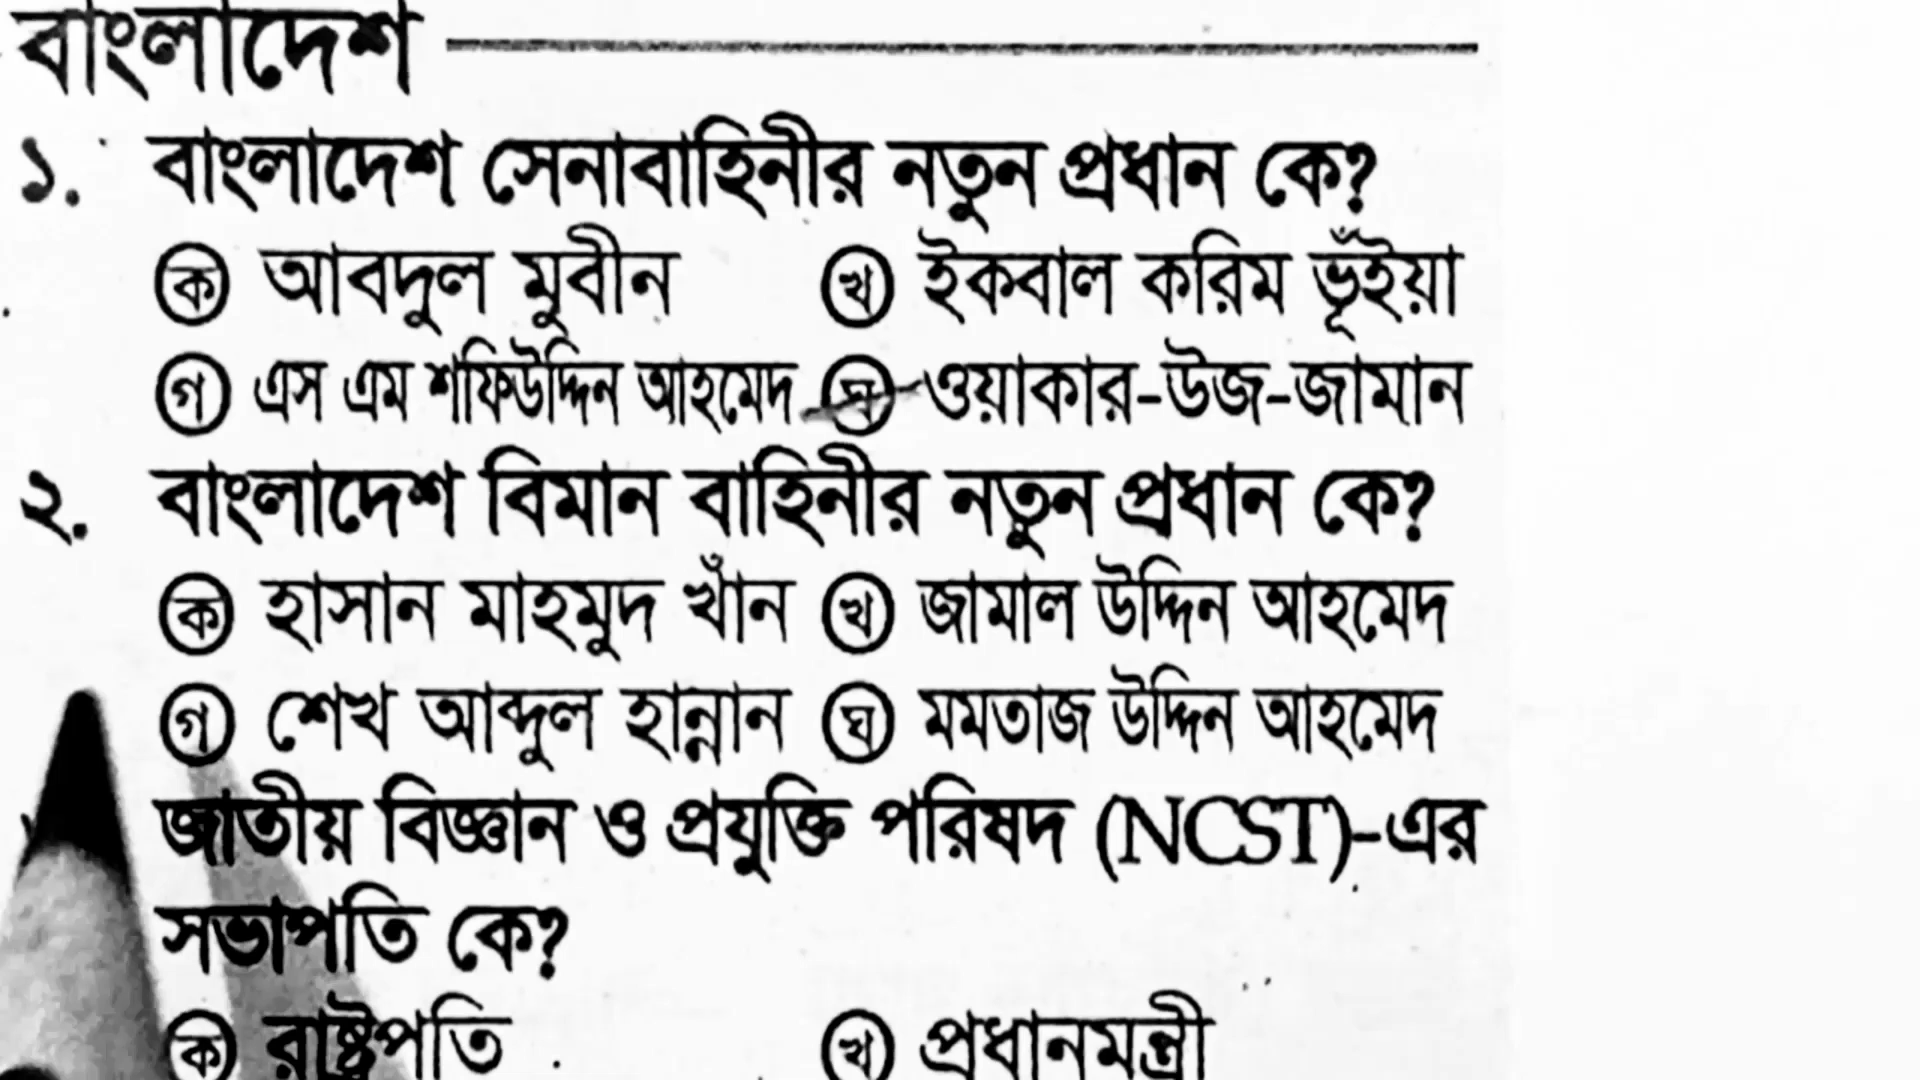 বাংলাদেশ
১. বাংলাদেশ সেনাবাহিনীর নতুন প্রধান কে?
ক আবদুল মুবীন খ ইকবাল করিম ভূঁইয়া
গ এস এম শফিউদ্দিন আহমেদ ঘ ওয়াকার-উজ-জামান
২. বাংলাদেশ বিমান বাহিনীর নতুন প্রধান কে?
ক হাসান মাহমুদ খাঁন খ জামাল উদ্দিন আহমেদ
গ শেখ আব্দুল হান্নান ঘ মমতাজ উদ্দিন আহমেদ
জাতীয় বিজ্ঞান ও প্রযুক্তি পরিষদ (NCST)-এর
সভাপতি কে?
ক রাষ্ট্রপতি খ প্রধানমন্ত্রী